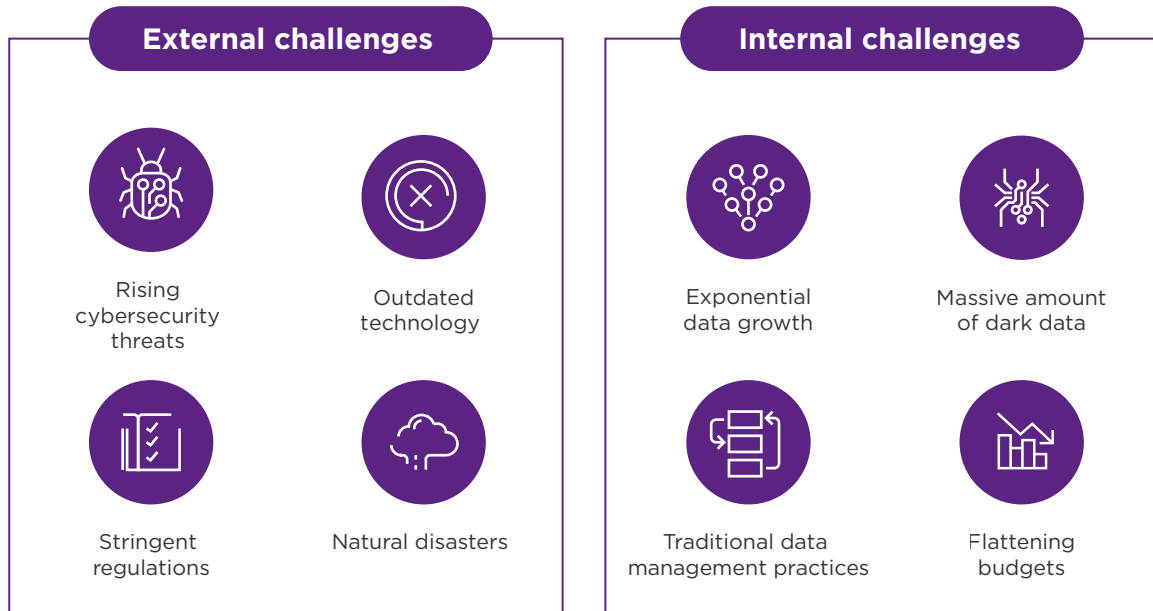 External challenges
Rising
cybersecurity
threats
Outdated
technology
Stringent
regulations
Natural disasters
Internal challenges
Exponential
data growth
Massive amount
of dark data
Traditional data
management practices
Flattening
budgets